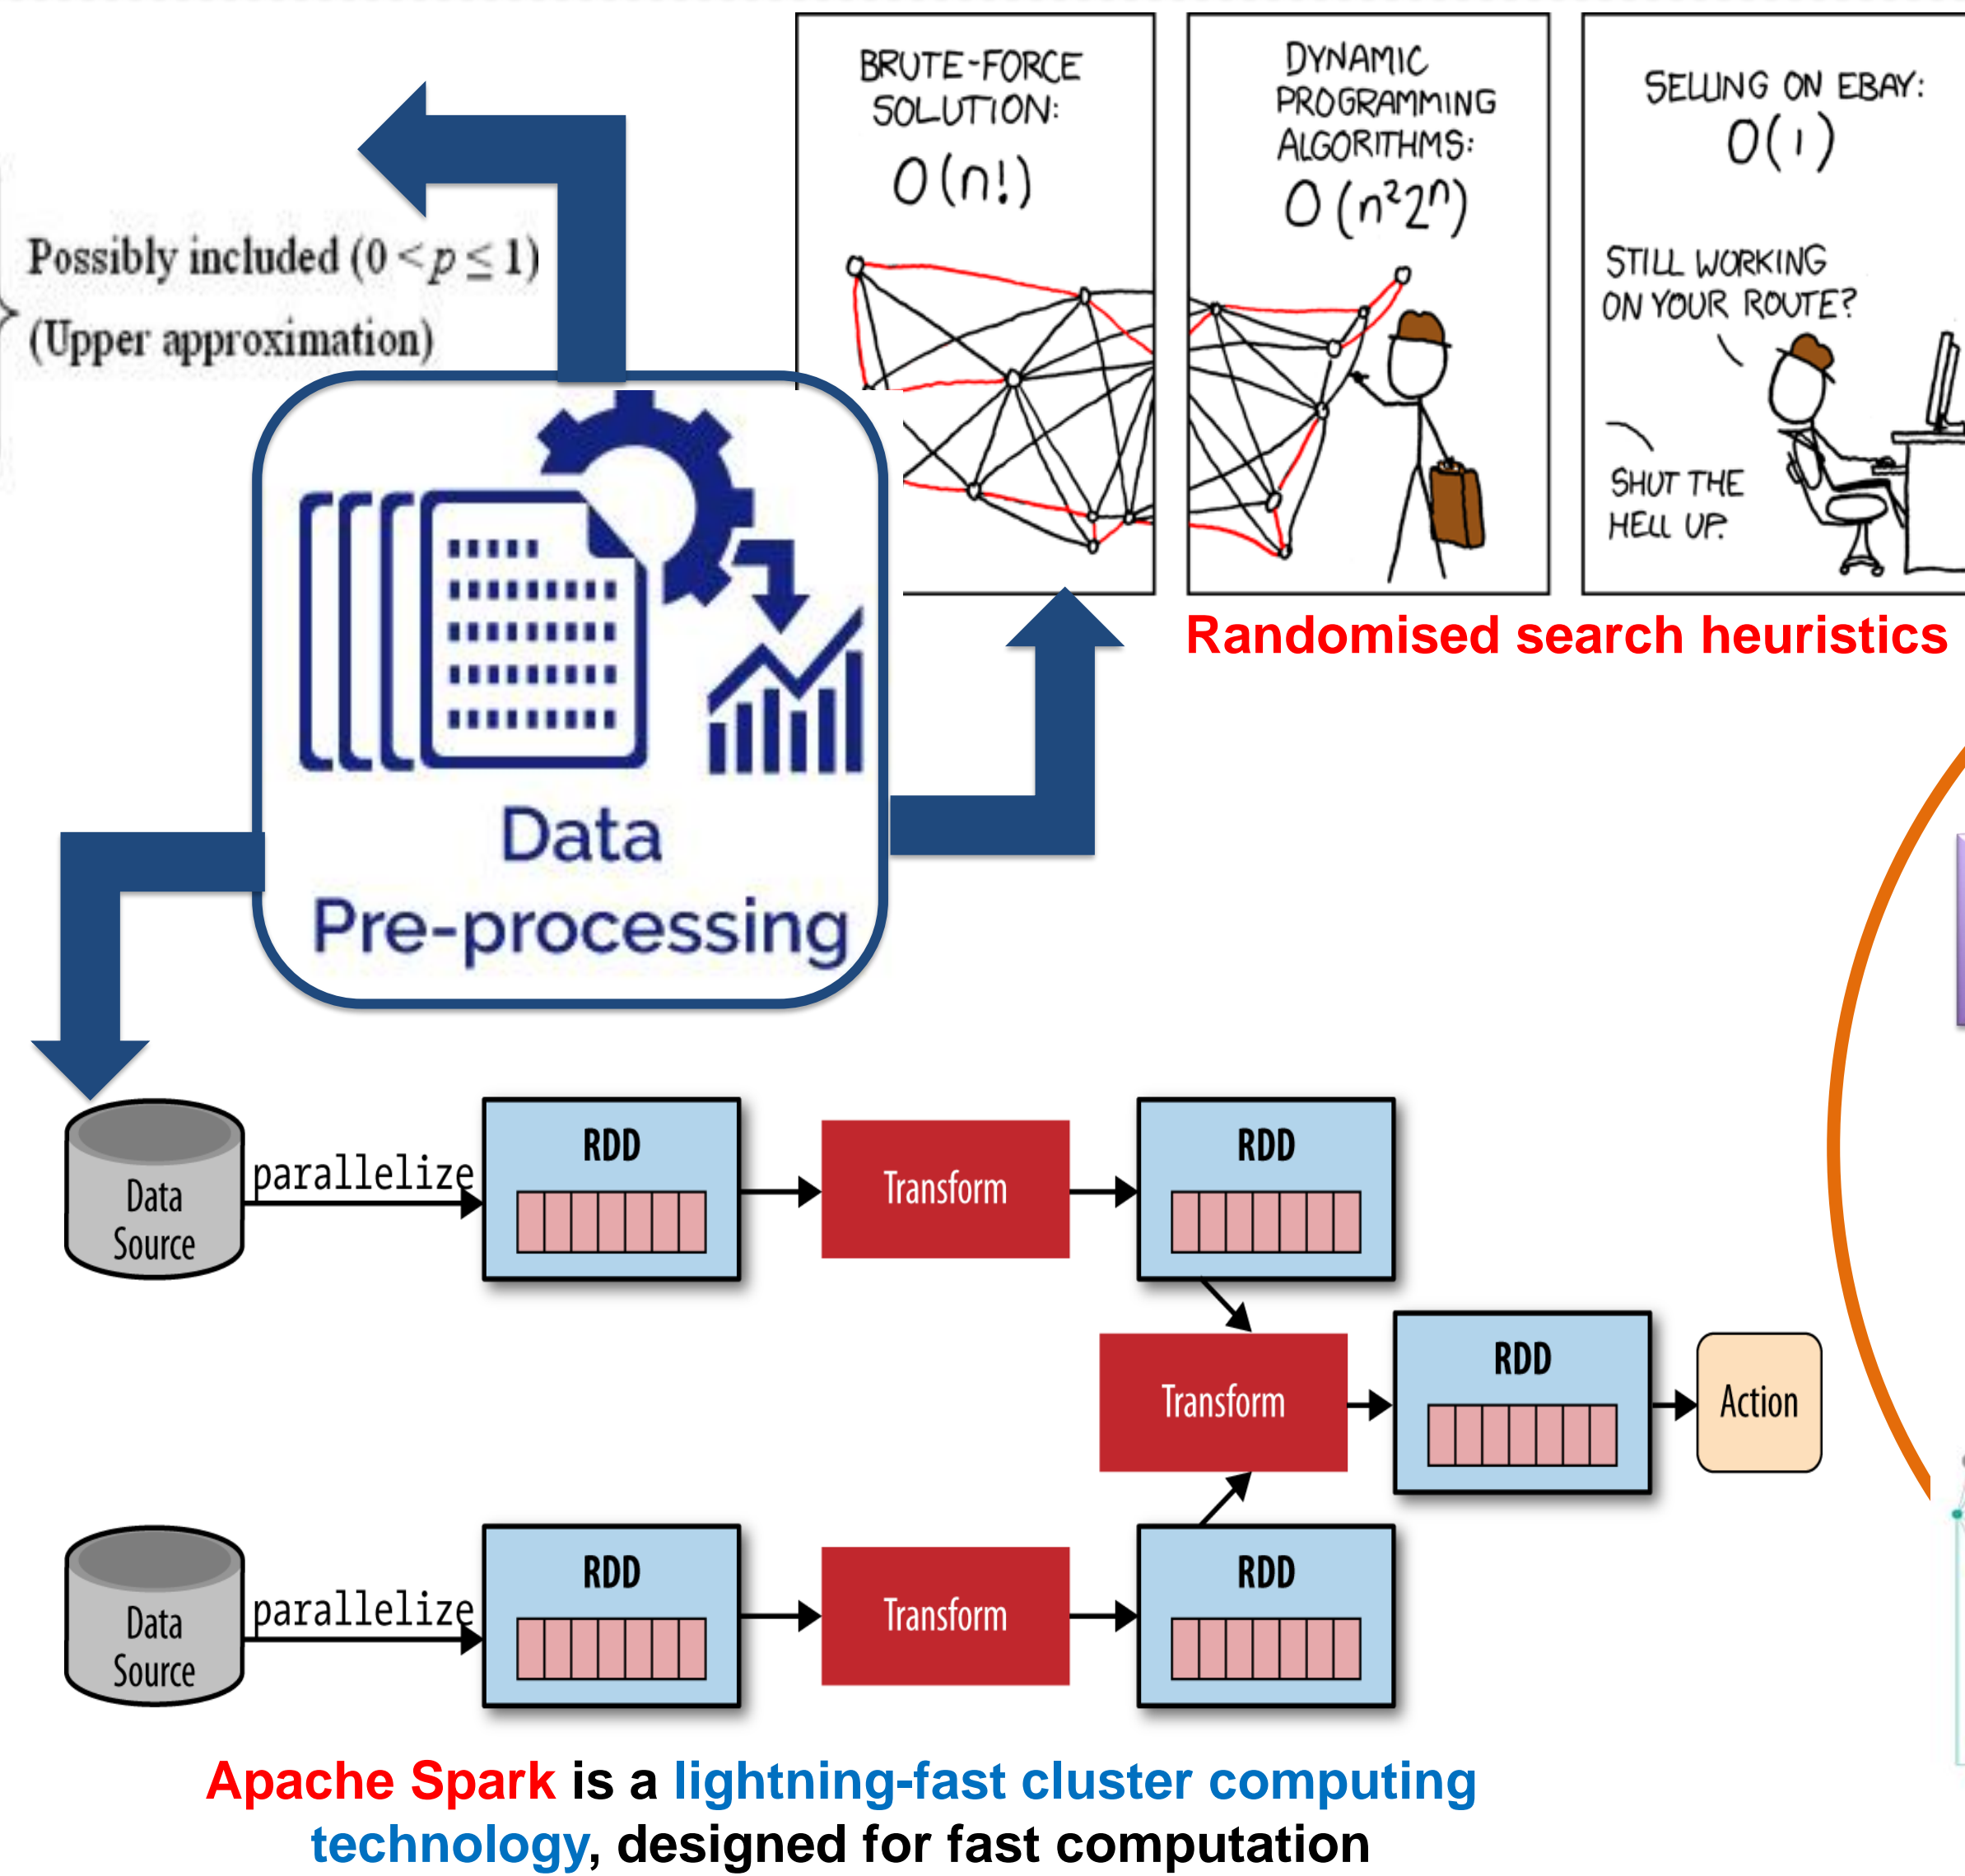 BRUTE-FORCE
SOLUTION:
O(n!)
DYNAMIC
PROGRAMMING
ALGORITHMS:
O(n²2ⁿ)
SELLING ON EBAY:
O(1)
STILL WORKING
ON YOUR ROUTE?
SHUT THE
HELL UP.
Possibly included (0 < p ≤ 1)
(Upper approximation)
Randomised search heuristics
Data
Pre-processing
Data
Source
parallelize
RDD
Transform
RDD
Transform
RDD
Action
Data
Source
parallelize
RDD
Transform
RDD
Apache Spark is a lightning-fast cluster computing
technology, designed for fast computation